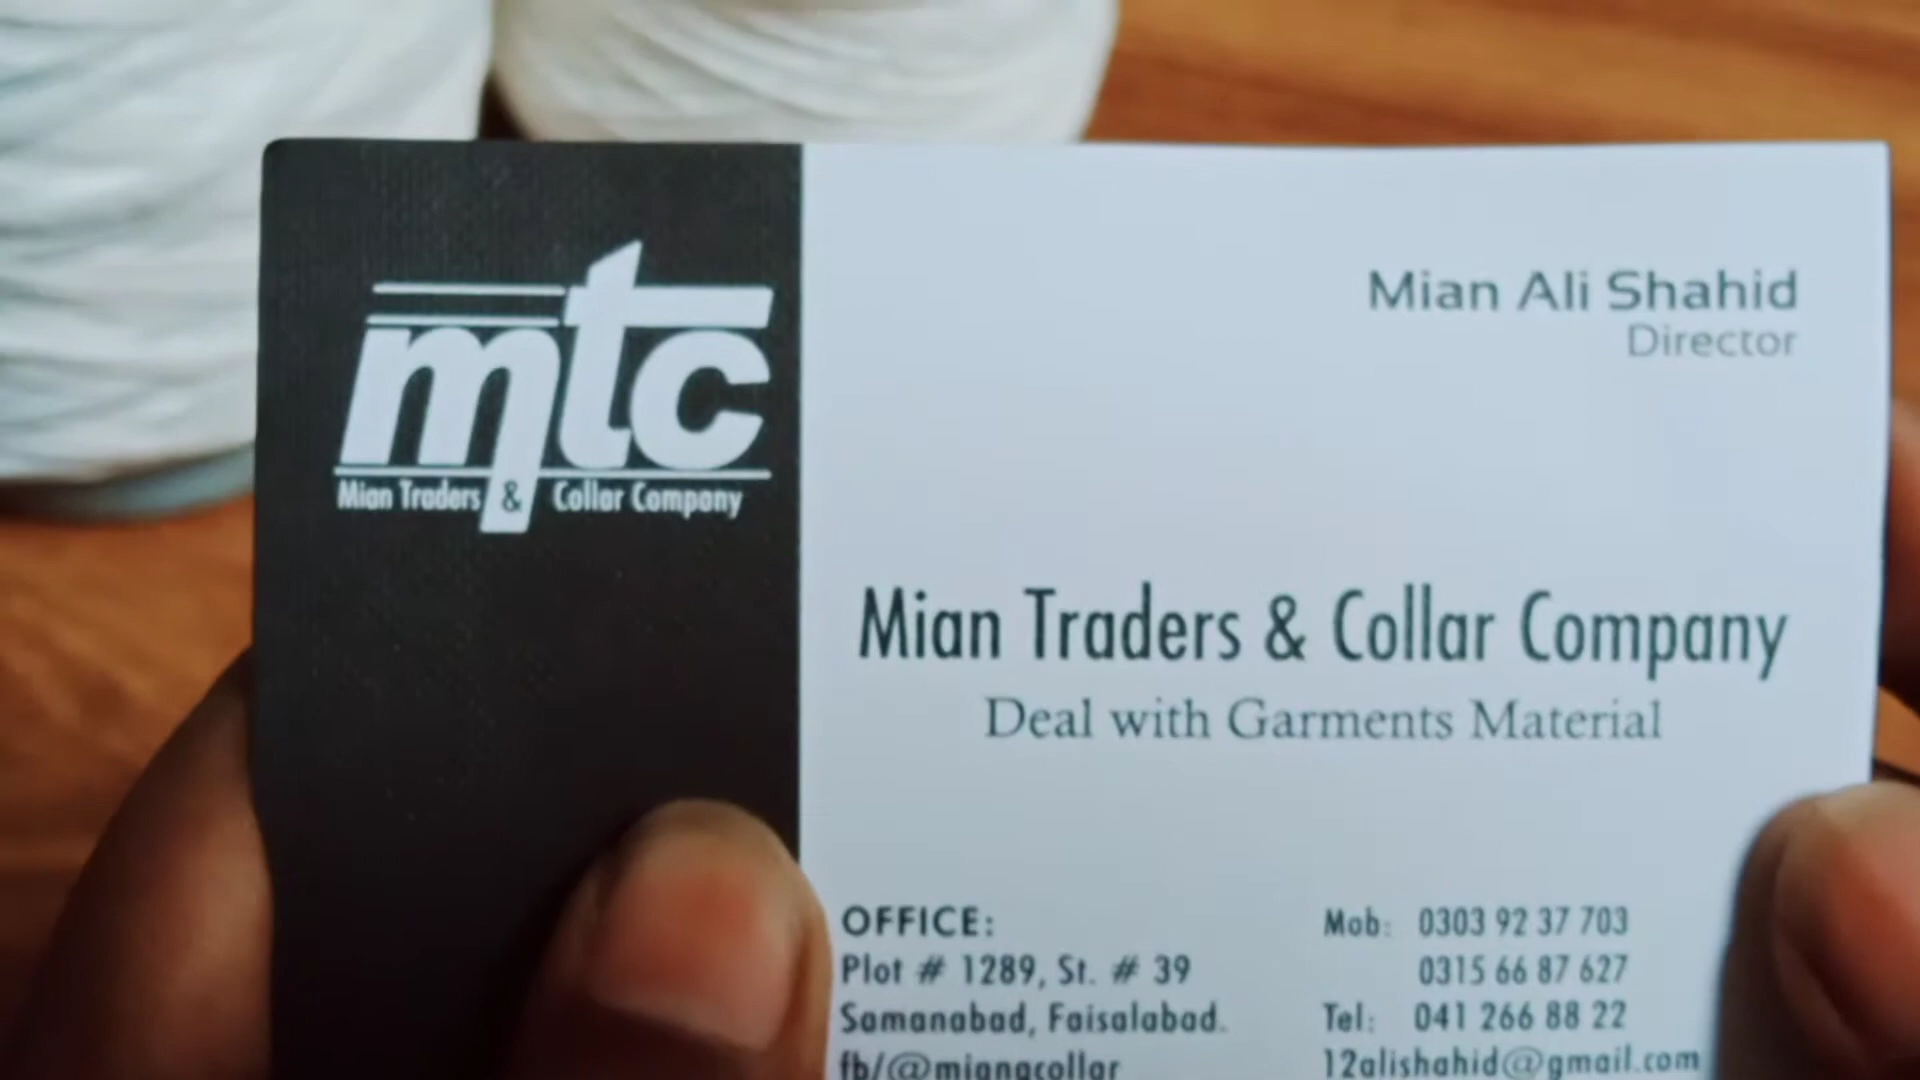 mtc
Mian Traders & Collar Company
Mian Ali Shahid
Director
Mian Traders & Collar Company
Deal with Garments Material
OFFICE:
Plot # 1289, St. # 39
Samanabad, Faisalabad.
fb/@mianacollar
Mob: 0303 92 37 703
0315 66 87 627
Tel: 041 266 88 22
12alishahid@gmail.com